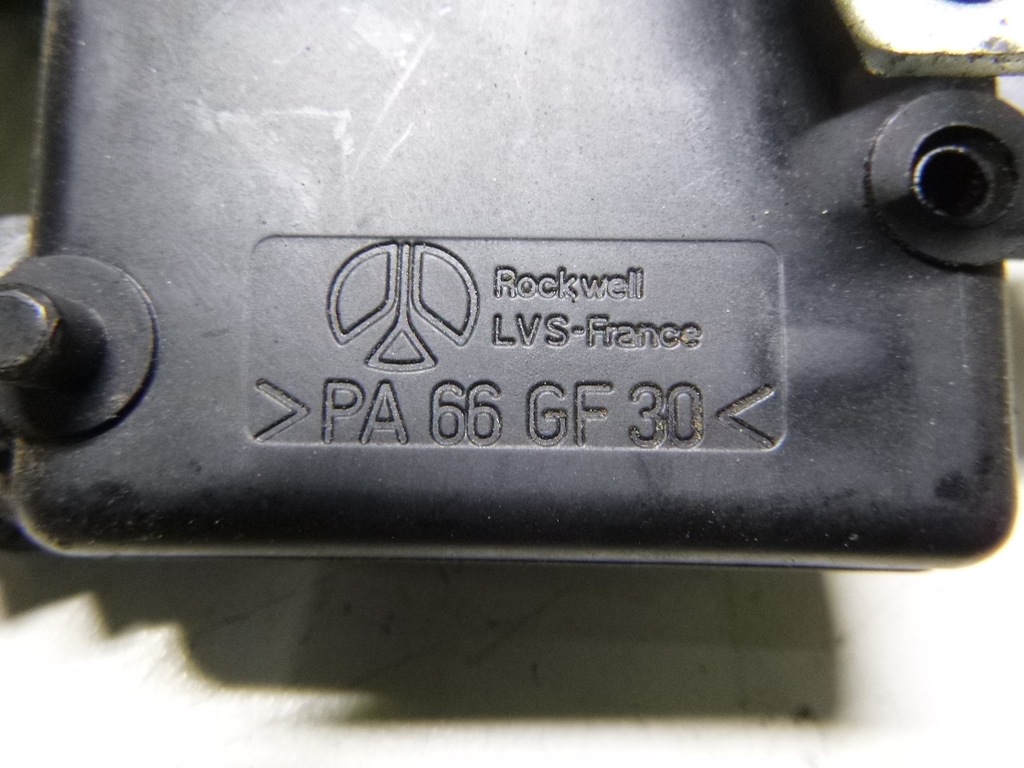 Rockwell
LVS-France
>PA 66 GF 30<